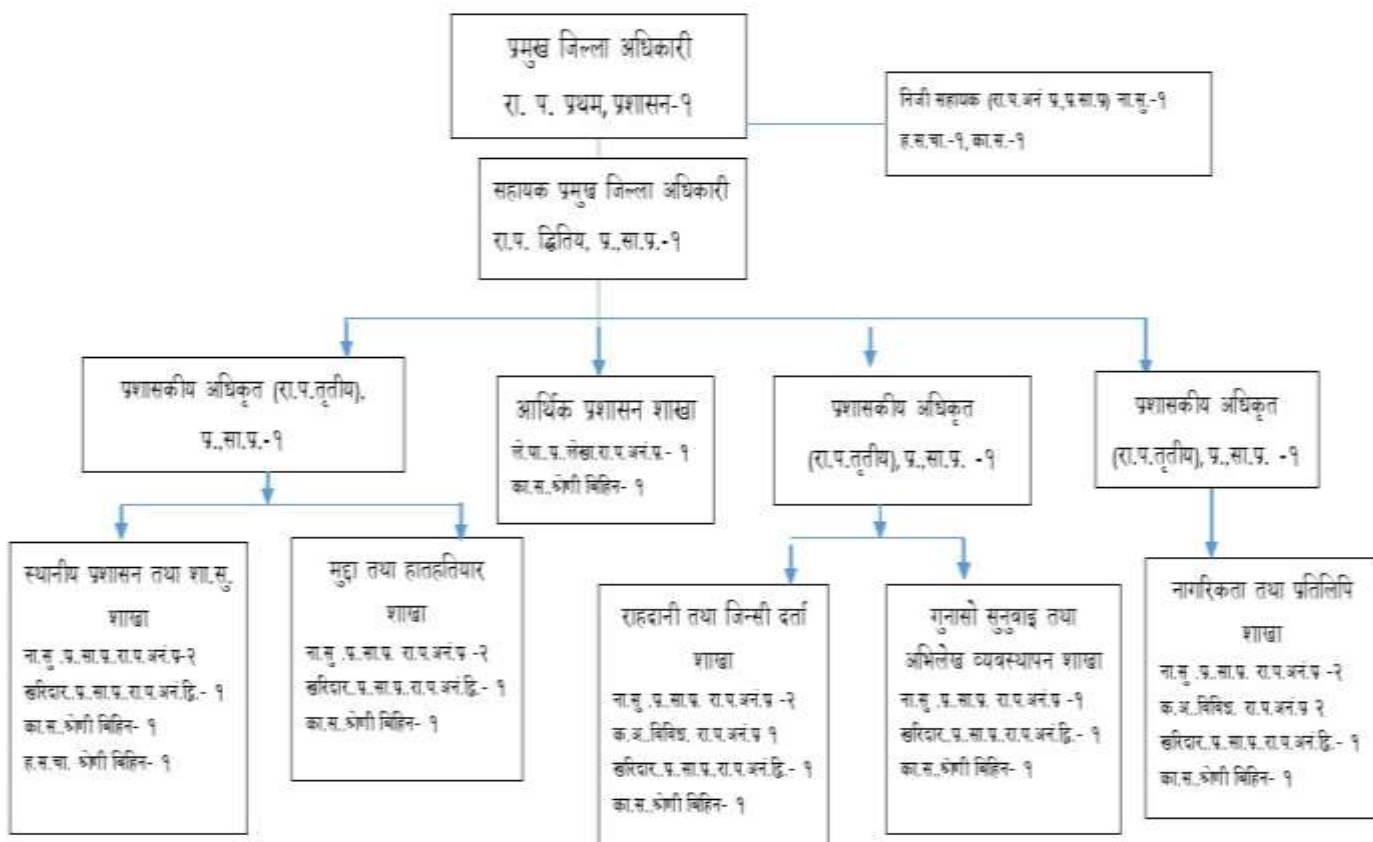 प्रमुख जिल्ला अधिकारी
रा. प. प्रथम, प्रशासन-१
निजी सहायक (रा.प.अनं प्र,प्र.सा.प्र) ना.सु.-१
ह.स.चा.-१, का.स.-१
सहायक प्रमुख जिल्ला अधिकारी
रा.प. द्धितिय, प्र.,सा.प्र.-१
प्रशासकीय अधिकृत (रा.प.तृतीय).
प्र.,सा.प्र.-१
आर्थिक प्रशासन शाखा
ले.पा..प्र..लेखा.रा.प.अनं.प्र.- १
का.स..श्रेणी बिहिन- १
प्रशासकीय अधिकृत
(रा.प.तृतीय), प्र.,सा.प्र. -१
प्रशासकीय अधिकृत
(रा.प.तृतीय), प्र.,सा.प्र. -१
स्थानीय प्रशासन तथा शा.सु.
शाखा
ना.सु .प्र..सा.प्र..रा.प.अनं.प्र-२
खरिदार..प्र..सा.प्र..रा.प.अनं.द्वि.- १
का.स..श्रेणी बिहिन- १
ह.स.चा. श्रेणी बिहिन- १
मुद्दा तथा हातहतियार
शाखा
ना.सु .प्र..सा.प्र. रा.प.अनं.प्र -२
खरिदार..प्र..सा.प्र..रा.प.अनं.द्वि.- १
का.स..श्रेणी बिहिन- १
राहदानी तथा जिन्सी दर्ता
शाखा
ना.सु .प्र..सा.प्र. रा.प.अनं.प्र -२
क.अ..विविध. रा.प.अनं.प्र १
खरिदार..प्र..सा.प्र..रा.प.अनं.द्वि.- १
का.स..श्रेणी बिहिन- १
गुनासो सुनुबाइ तथा
अभिलेख व्यबस्थापन शाखा
ना.सु .प्र..सा.प्र. रा.प.अनं.प्र -१
खरिदार..प्र..सा.प्र..रा.प.अनं.द्वि.- १
का.स..श्रेणी बिहिन- १
नागरिकता तथा प्रतिलिपि
शाखा
ना.सु .प्र..सा.प्र. रा.प.अनं.प्र -२
क.अ..विविध. रा.प.अनं.प्र २
खरिदार..प्र..सा.प्र..रा.प.अनं.द्वि.- १
का.स..श्रेणी बिहिन- १